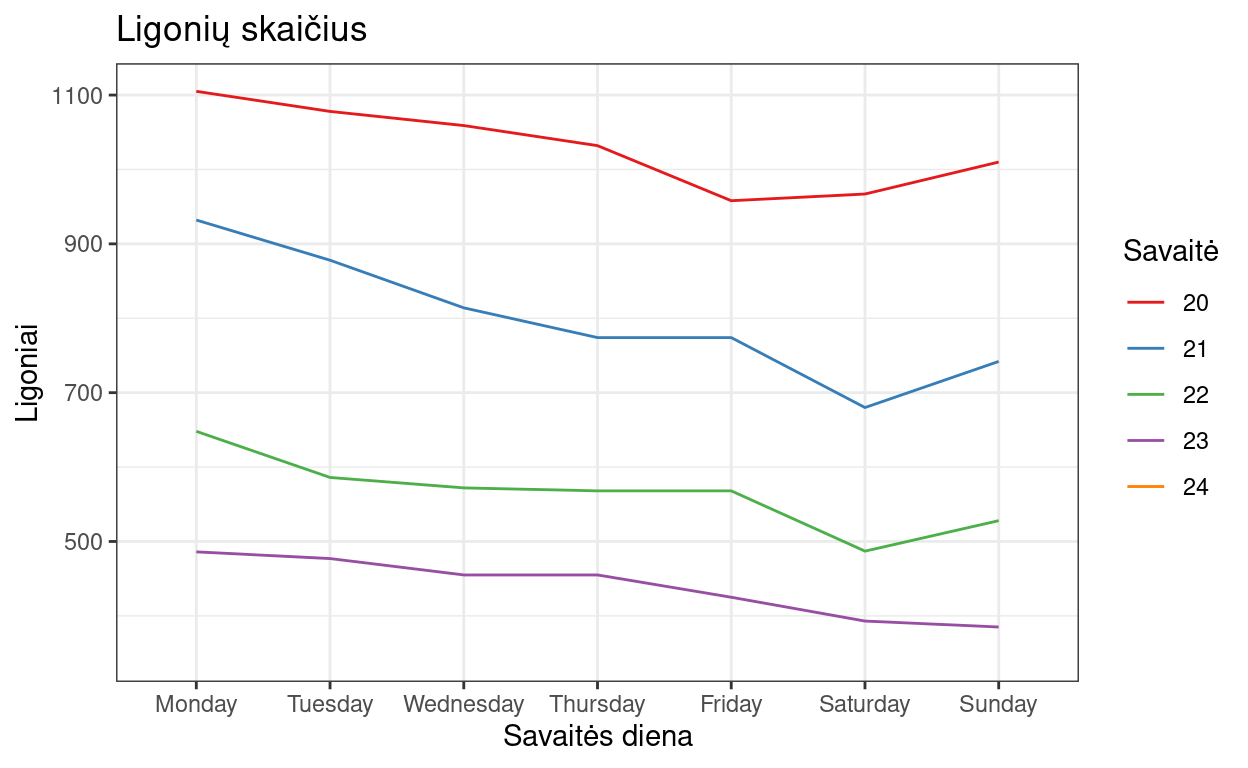 Ligonių skaičius
1100
900
700
500
Ligoniai
Monday Tuesday Wednesday Thursday Friday Saturday Sunday
Savaitės diena
Savaitė
20
21
22
23
24